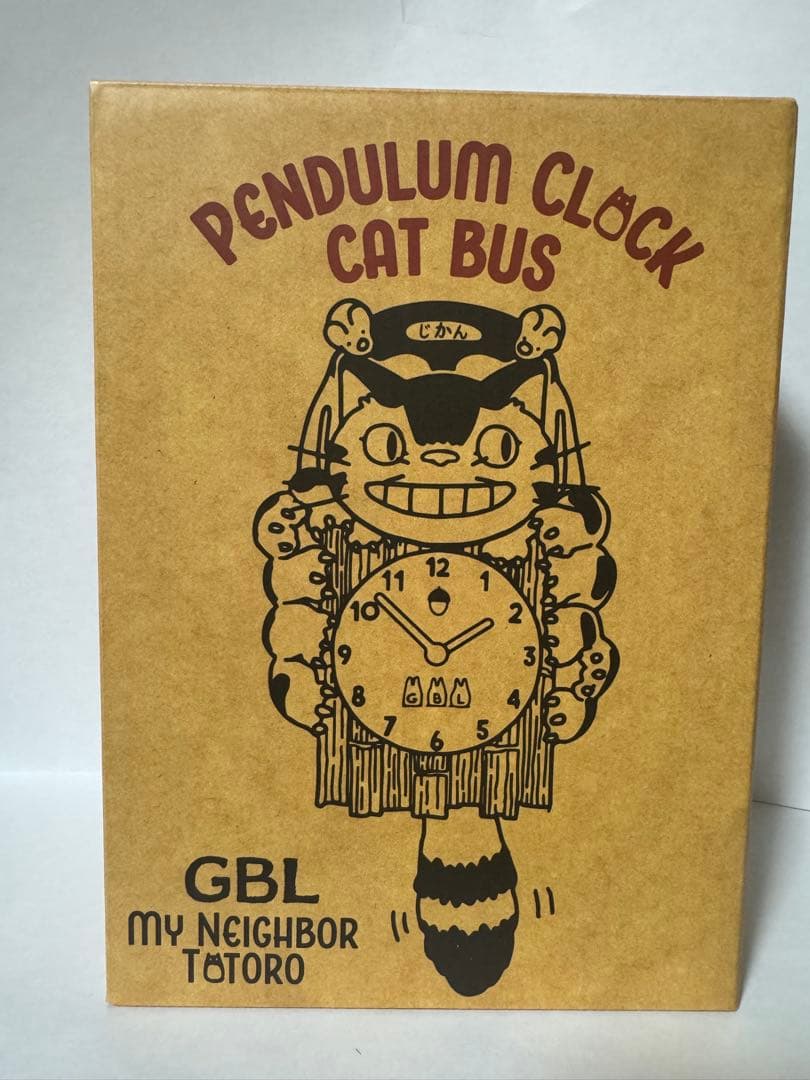 PENDULUM CLOCK
CAT BUS
じかん
12
11 1
10 2
9 3
G B L
8 4
7 5
6
GBL
MY NEIGHBOR
TOTORO